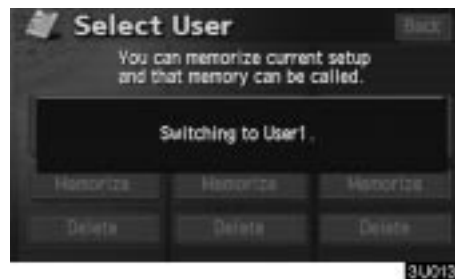 Select User
Back
You can memorize current setup
and that memory can be called.
Switching to User1.
Memorize Memorize Memorize
Delete Delete Delete
3U013